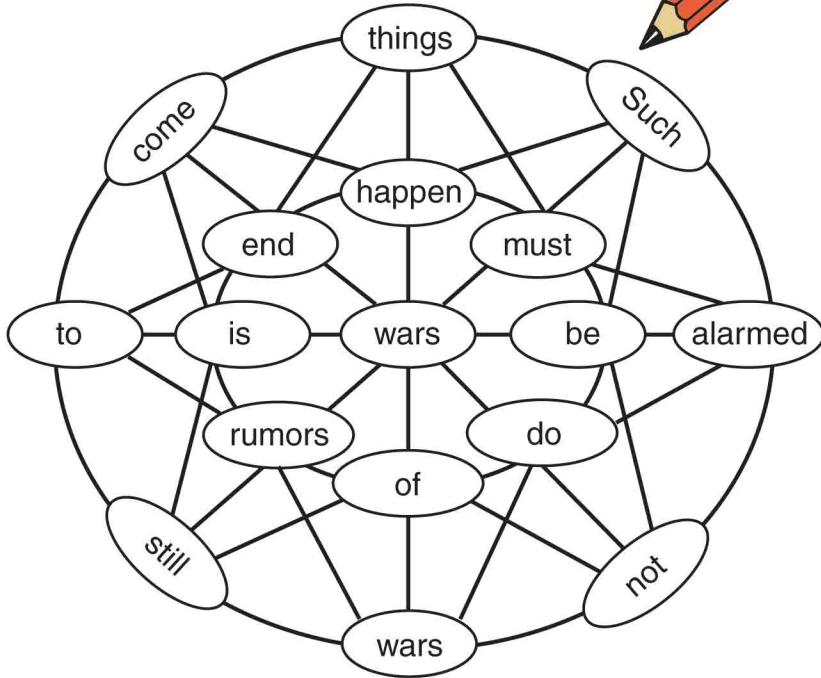 things
come
Such
happen
end
must
to
is
wars
be
alarmed
rumors
do
of
still
not
wars